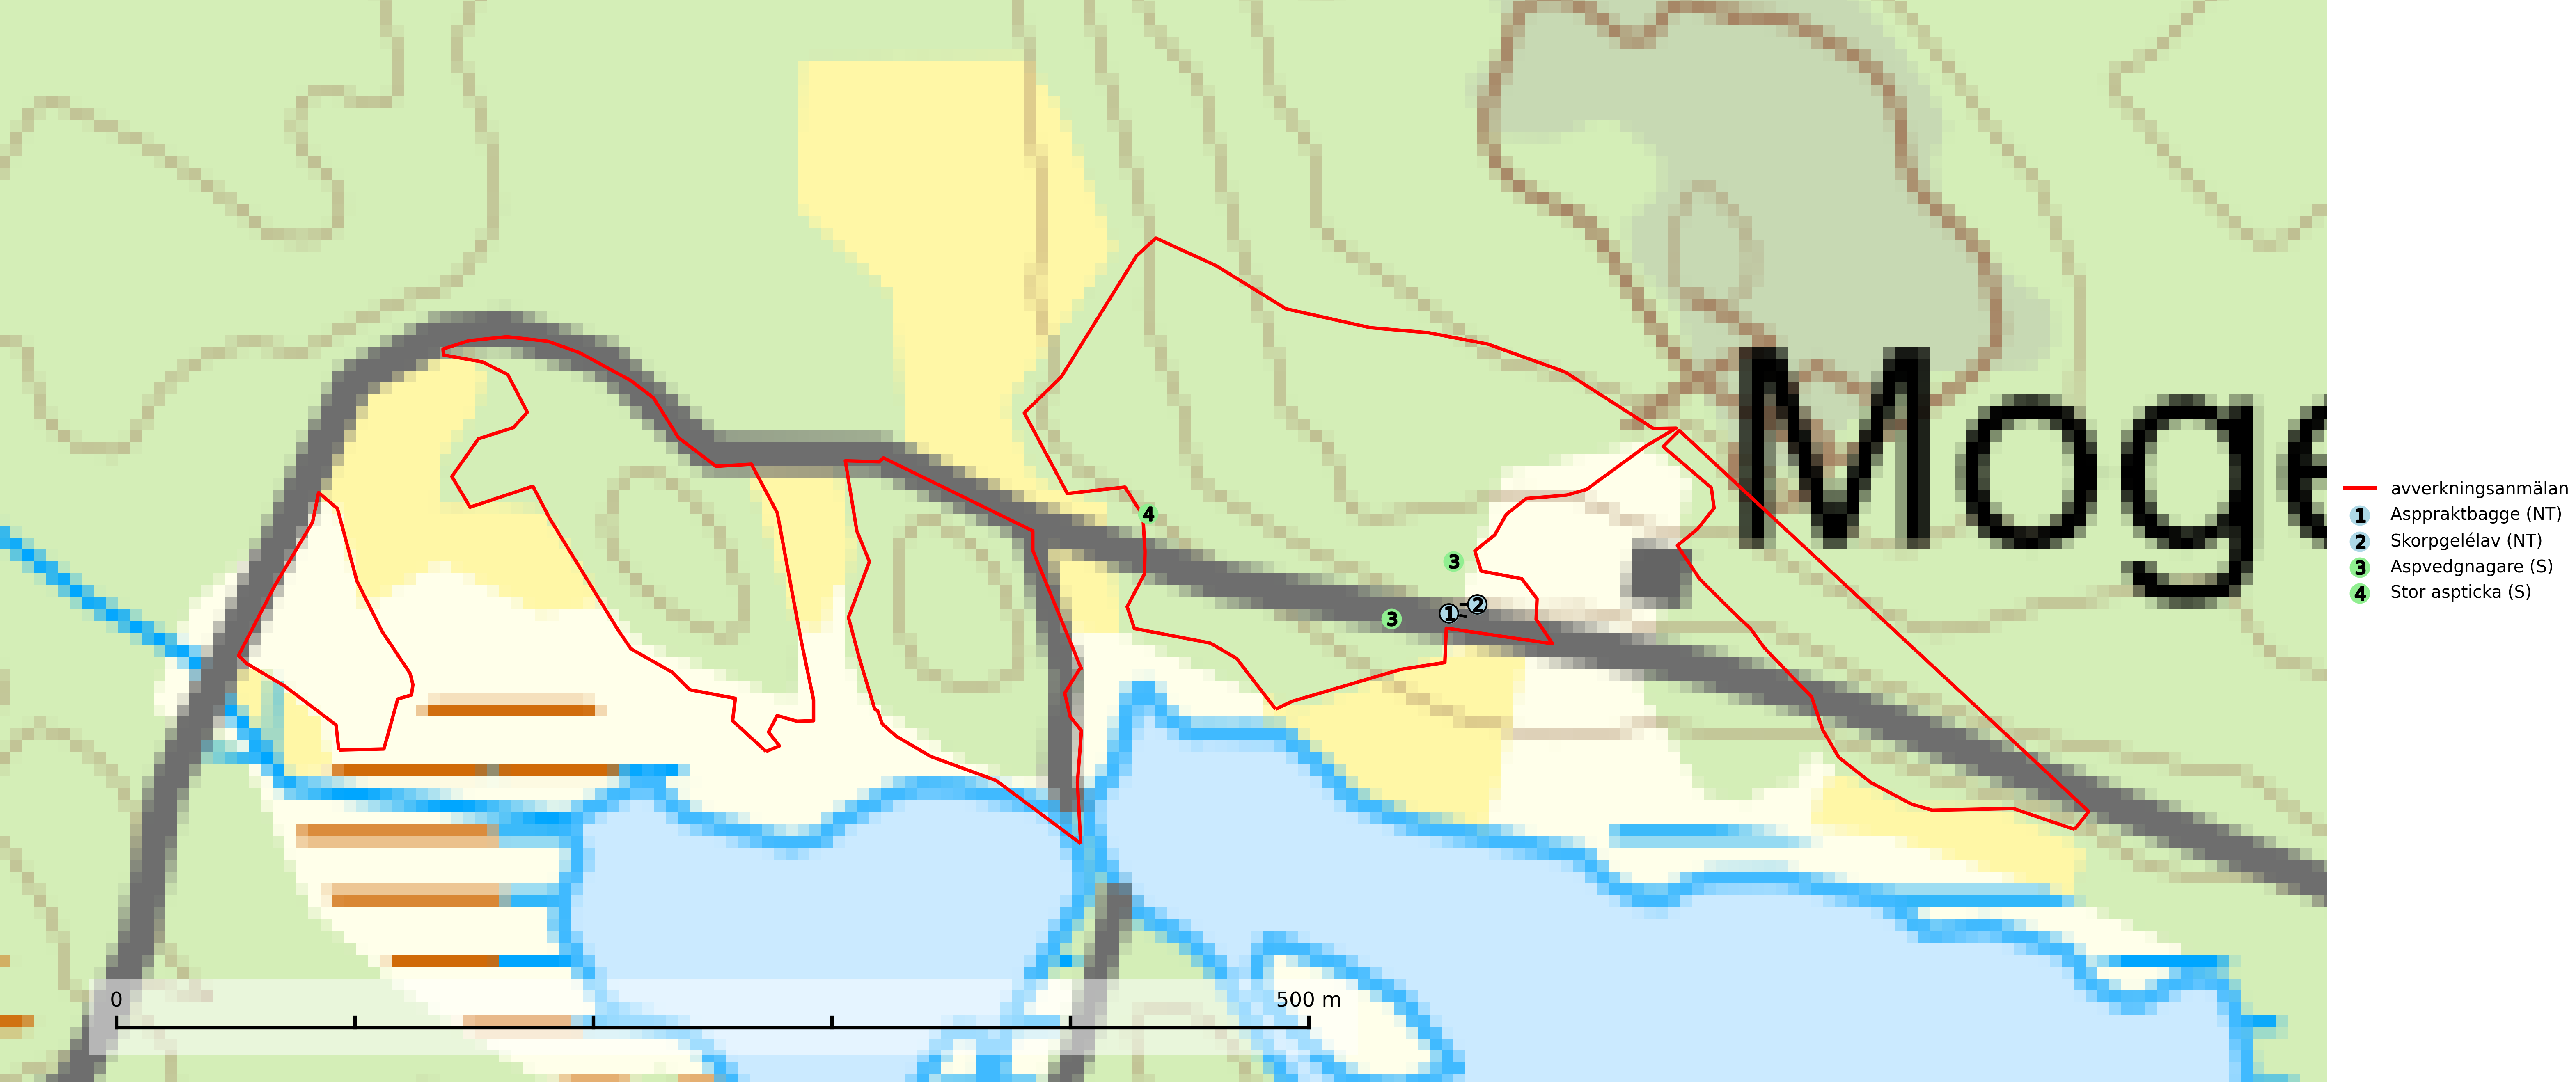 Moge
avverkningsanmälan
1 Asppraktbagge (NT)
2 Skorpgelélav (NT)
3 Aspvedgnagare (S)
4 Stor aspticka (S)
4
3
3
1
2
0
500 m